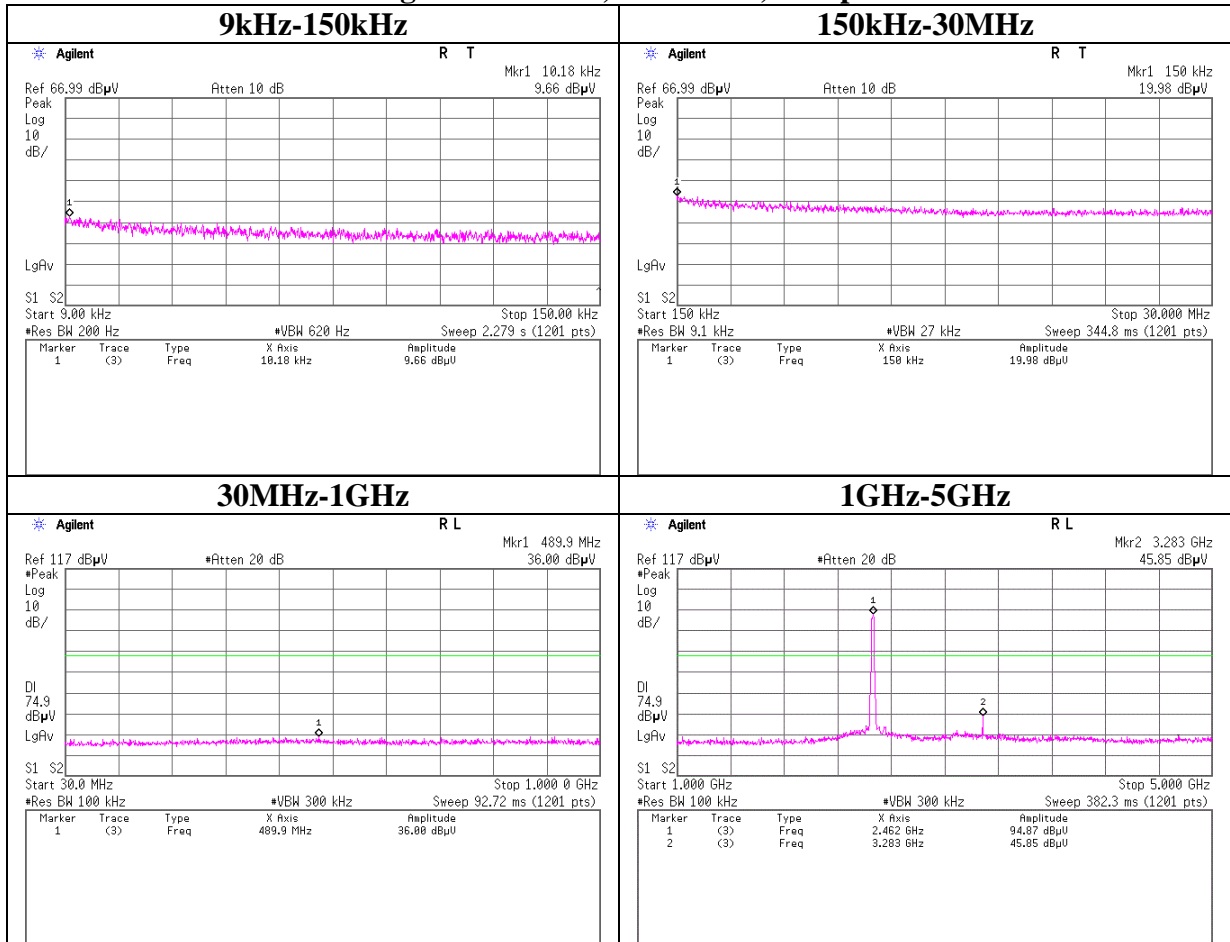 9kHz-150kHz
Agilent R T
Mkr1 10.18 kHz
Ref 66.99 dBµV Atten 10 dB 9.66 dBµV
Peak
Log
10
dB/
1
LgAv
S1 S2
Start 9.00 kHz Stop 150.00 kHz
#Res BW 200 Hz #VBW 620 Hz Sweep 2.279 s (1201 pts)
Marker Trace Type X Axis Amplitude
1 (3) Freq 10.18 kHz 9.66 dBµV
150kHz-30MHz
Agilent R T
Mkr1 150 kHz
Ref 66.99 dBµV Atten 10 dB 19.98 dBµV
Peak
Log
10
dB/
1
LgAv
S1 S2
Start 150 kHz Stop 30.000 MHz
#Res BW 9.1 kHz #VBW 27 kHz Sweep 344.8 ms (1201 pts)
Marker Trace Type X Axis Amplitude
1 (3) Freq 150 kHz 19.98 dBµV
30MHz-1GHz
Agilent R L
Mkr1 489.9 MHz
Ref 117 dBµV #Atten 20 dB 36.00 dBµV
#Peak
Log
10
dB/
1
DI
74.9
dBµV
LgAv
S1 S2
Start 30.0 MHz Stop 1.000 0 GHz
#Res BW 100 kHz #VBW 300 kHz Sweep 92.72 ms (1201 pts)
Marker Trace Type X Axis Amplitude
1 (3) Freq 489.9 MHz 36.00 dBµV
1GHz-5GHz
Agilent R L
Mkr2 3.283 GHz
Ref 117 dBµV #Atten 20 dB 45.85 dBµV
#Peak
Log
10
dB/
1
2
DI
74.9
dBµV
LgAv
S1 S2
Start 1.000 GHz Stop 5.000 GHz
#Res BW 100 kHz #VBW 300 kHz Sweep 382.3 ms (1201 pts)
Marker Trace Type X Axis Amplitude
1 (3) Freq 2.462 GHz 94.87 dBµV
2 (3) Freq 3.283 GHz 45.85 dBµV